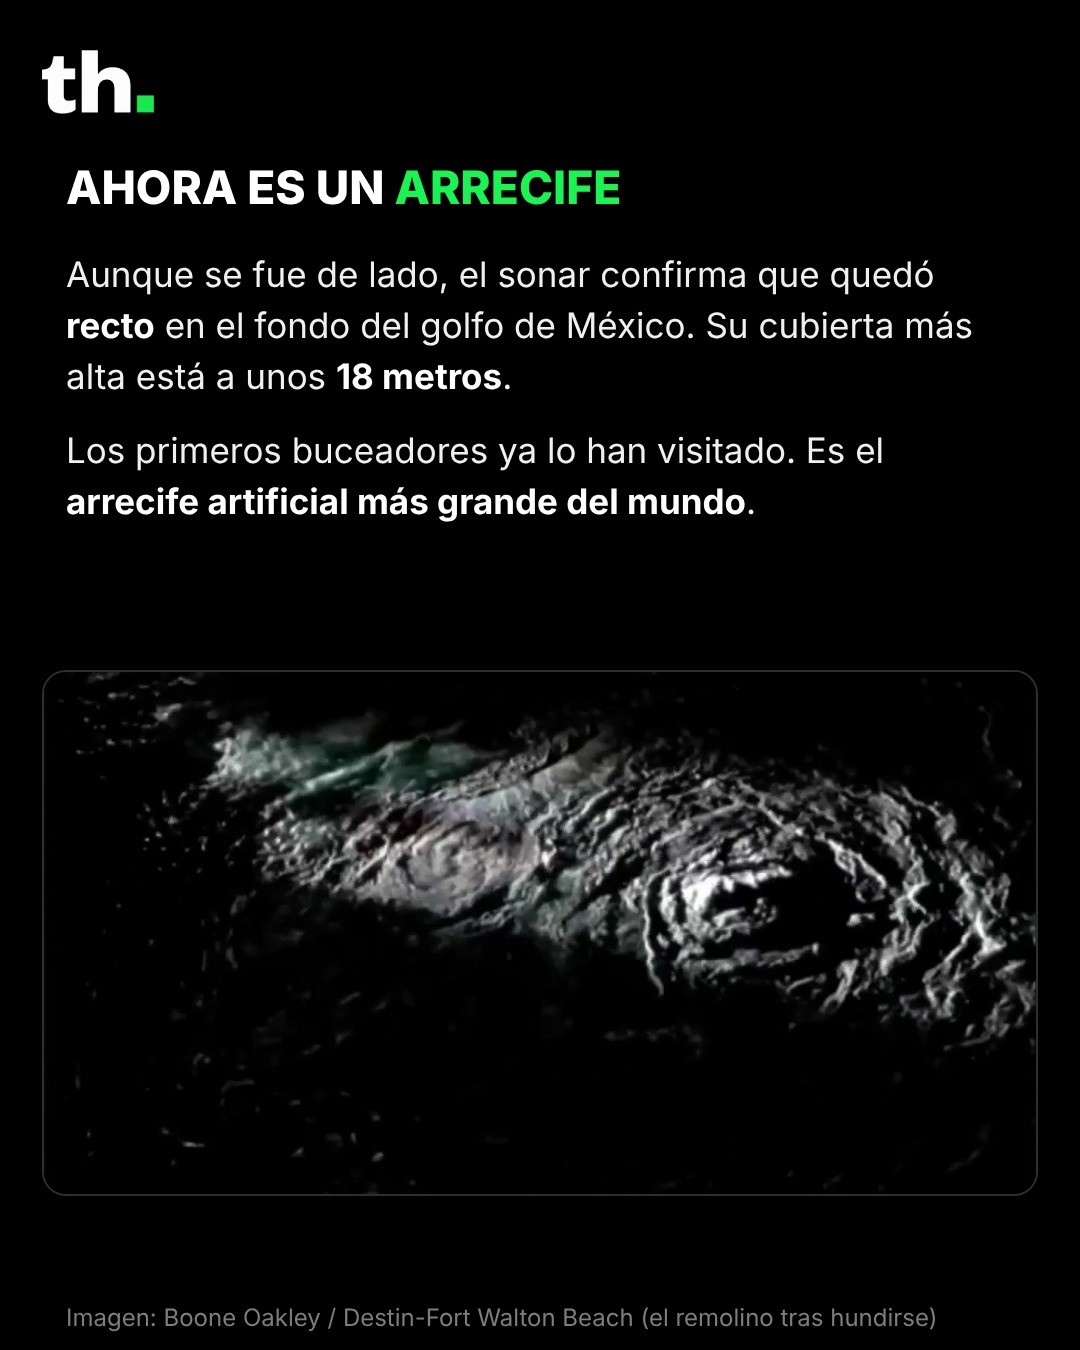 th.
AHORA ES UN ARRECIFE
Aunque se fue de lado, el sonar confirma que quedó
recto en el fondo del golfo de México. Su cubierta más
alta está a unos 18 metros.
Los primeros buceadores ya lo han visitado. Es el
arrecife artificial más grande del mundo.
Imagen: Boone Oakley / Destin-Fort Walton Beach (el remolino tras hundirse)